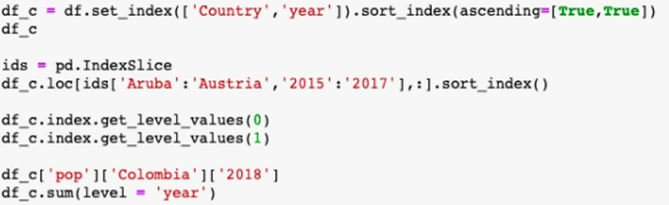 df_c = df.set_index(['Country','year']).sort_index(ascending=[True,True])
df_c
ids = pd.IndexSlice
df_c.loc[ids['Aruba':'Austria','2015':'2017'],:].sort_index()
df_c.index.get_level_values(0)
df_c.index.get_level_values(1)
df_c['pop']['Colombia']['2018']
df_c.sum(level = 'year')